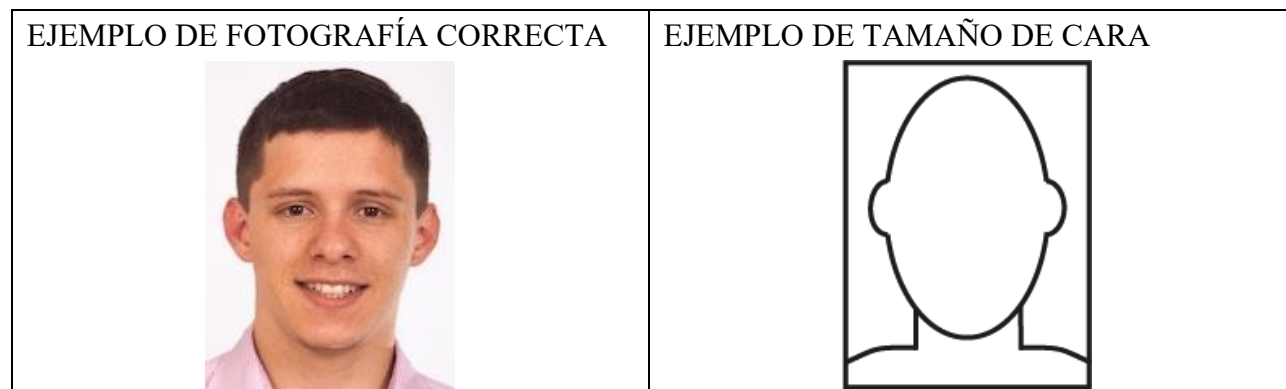 EJEMPLO DE FOTOGRAFÍA CORRECTA
EJEMPLO DE TAMAÑO DE CARA